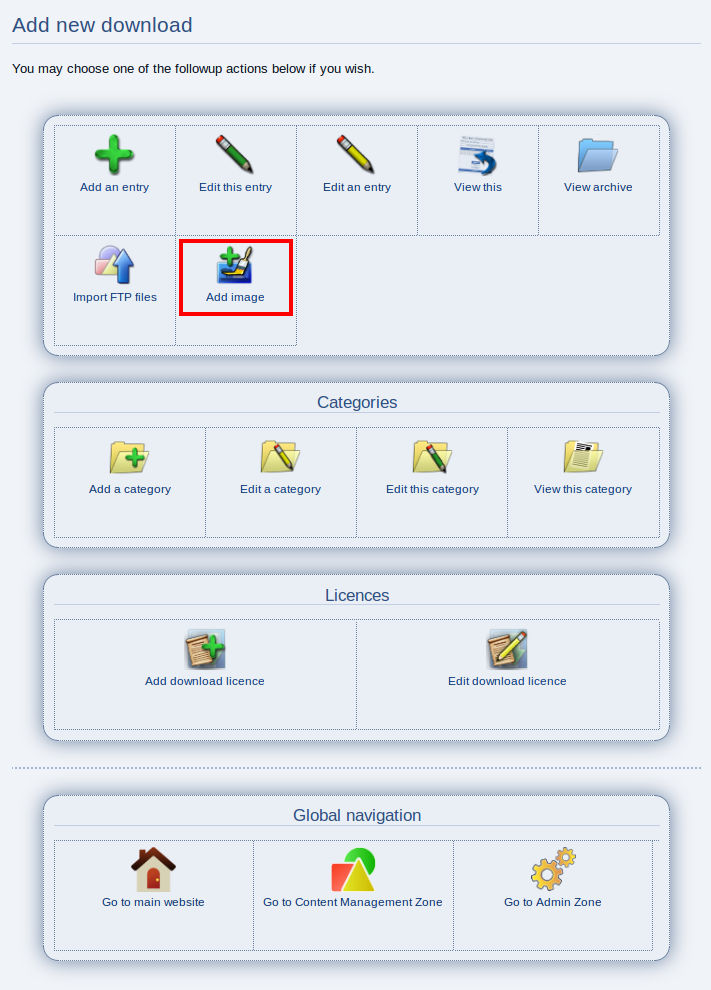 Add new download
You may choose one of the followup actions below if you wish.
Add an entry
Edit this entry
Edit an entry
View this
View archive
Import FTP files
Add image
Categories
Add a category
Edit a category
Edit this category
View this category
Licences
Add download licence
Edit download licence
Global navigation
Go to main website
Go to Content Management Zone
Go to Admin Zone